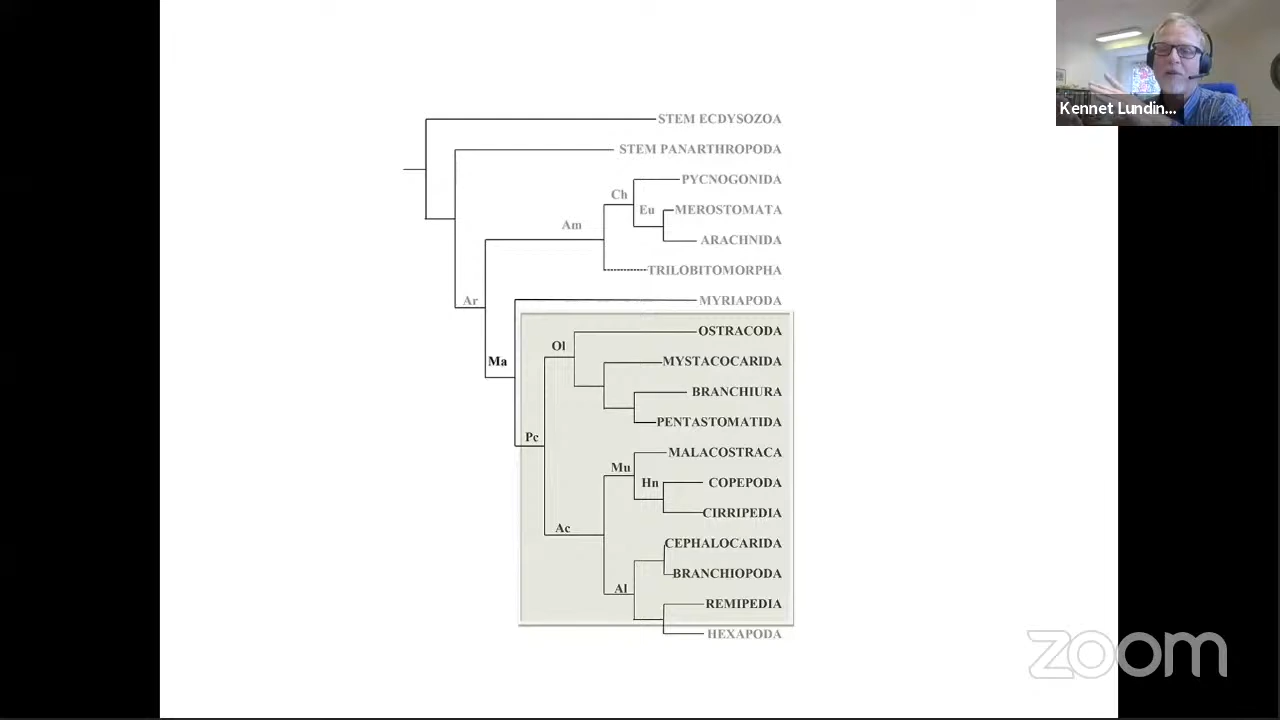 Kennet Lundin...
STEM ECDYSOZOA
STEM PANARTHROPODA
PYCNOGONIDA
Ch
Eu
MEROSTOMATA
Am
ARACHNIDA
TRILOBITOMORPHA
Ar
MYRIAPODA
OSTRACODA
Ol
Ma
MYSTACOCARIDA
BRANCHIURA
PENTASTOMATIDA
Pc
MALACOSTRACA
Mu
Hn
COPEPODA
CIRRIPEDIA
Ac
CEPHALOCARIDA
BRANCHIOPODA
Al
REMIPEDIA
HEXAPODA
zoom